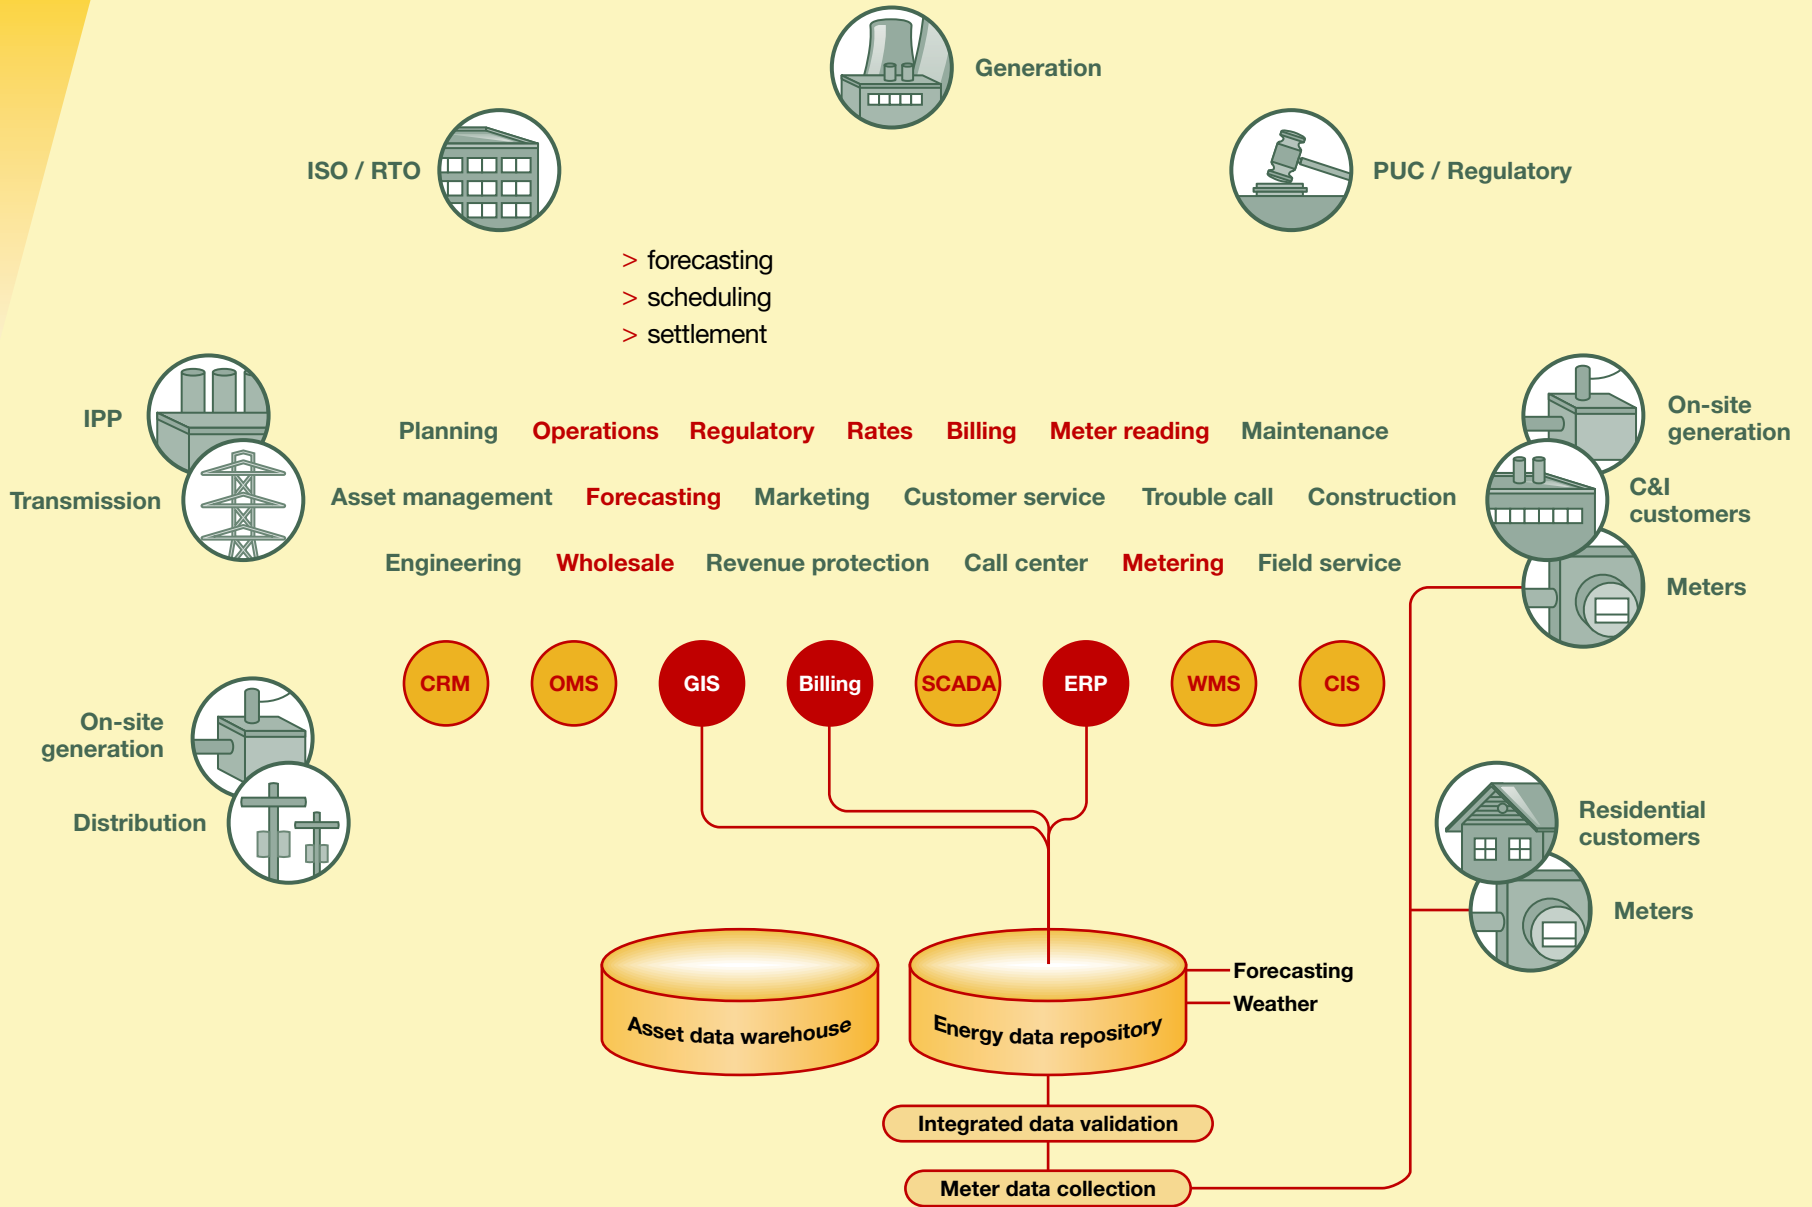 Generation
ISO / RTO
PUC / Regulatory
> forecasting
> scheduling
> settlement
IPP
Transmission
On-site
generation
C&I
customers
Meters
Planning Operations Regulatory Rates Billing Meter reading Maintenance
Asset management Forecasting Marketing Customer service Trouble call Construction
Engineering Wholesale Revenue protection Call center Metering Field service
CRM OMS GIS Billing SCADA ERP WMS CIS
On-site
generation
Distribution
Residential
customers
Meters
Asset data warehouse
Energy data repository
Forecasting
Weather
Integrated data validation
Meter data collection